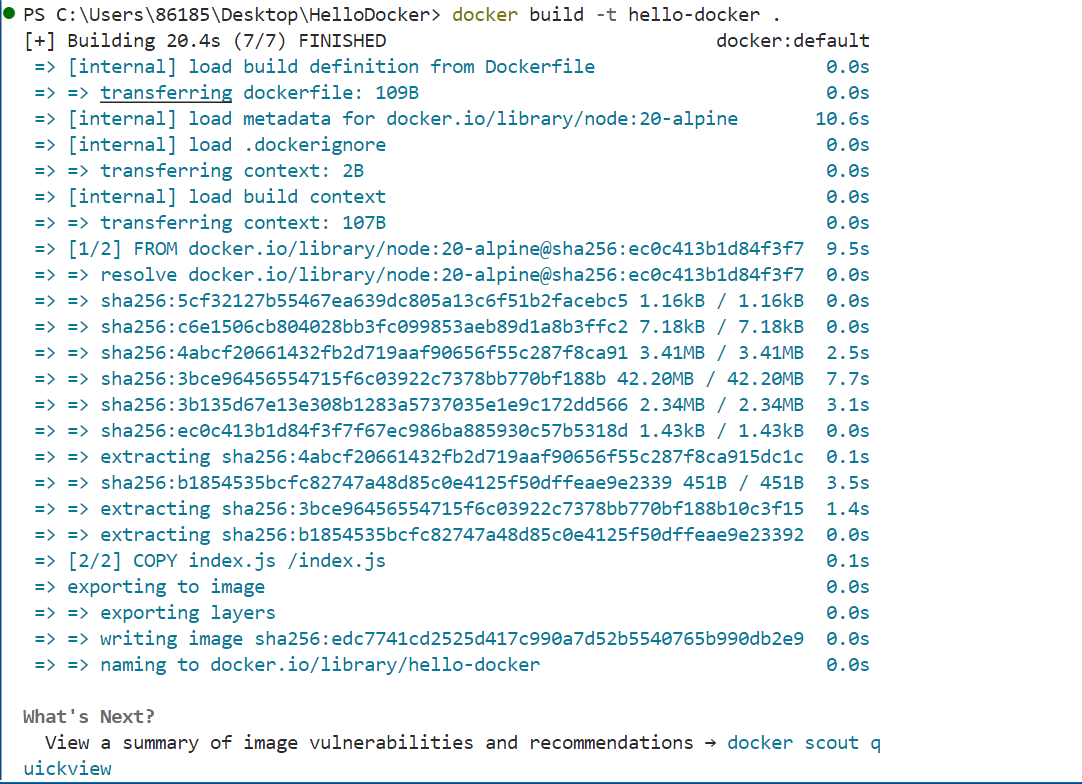 PS C:\Users\86185\Desktop\HelloDocker> docker build -t hello-docker .
[+] Building 20.4s (7/7) FINISHED docker:default
=> [internal] load build definition from Dockerfile 0.0s
=> => transferring dockerfile: 109B 0.0s
=> [internal] load metadata for docker.io/library/node:20-alpine 10.6s
=> [internal] load .dockerignore 0.0s
=> => transferring context: 2B 0.0s
=> [internal] load build context 0.0s
=> => transferring context: 107B 0.0s
=> [1/2] FROM docker.io/library/node:20-alpine@sha256:ec0c413b1d84f3f7 9.5s
=> => resolve docker.io/library/node:20-alpine@sha256:ec0c413b1d84f3f7 0.0s
=> => sha256:5cf32127b55467ea639dc805a13c6f51b2facebc5 1.16kB / 1.16kB 0.0s
=> => sha256:c6e1506cb804028bb3fc099853aeb89d1a8b3ffc2 7.18kB / 7.18kB 0.0s
=> => sha256:4abcf20661432fb2d719aaf90656f55c287f8ca91 3.41MB / 3.41MB 2.5s
=> => sha256:3bce96456554715f6c03922c7378bb770bf188b 42.20MB / 42.20MB 7.7s
=> => sha256:3b135d67e13e308b1283a5737035e1e9c172dd566 2.34MB / 2.34MB 3.1s
=> => sha256:ec0c413b1d84f3f7f67ec986ba885930c57b5318d 1.43kB / 1.43kB 0.0s
=> => extracting sha256:4abcf20661432fb2d719aaf90656f55c287f8ca915dc1c 0.1s
=> => sha256:b1854535bcfc82747a48d85c0e4125f50dffeae9e2339 451B / 451B 3.5s
=> => extracting sha256:3bce96456554715f6c03922c7378bb770bf188b10c3f15 1.4s
=> => extracting sha256:b1854535bcfc82747a48d85c0e4125f50dffeae9e23392 0.0s
=> [2/2] COPY index.js /index.js 0.1s
=> exporting to image 0.0s
=> => exporting layers 0.0s
=> => writing image sha256:edc7741cd2525d417c990a7d52b5540765b990db2e9 0.0s
=> => naming to docker.io/library/hello-docker 0.0s
What's Next?
View a summary of image vulnerabilities and recommendations → docker scout q
uickview